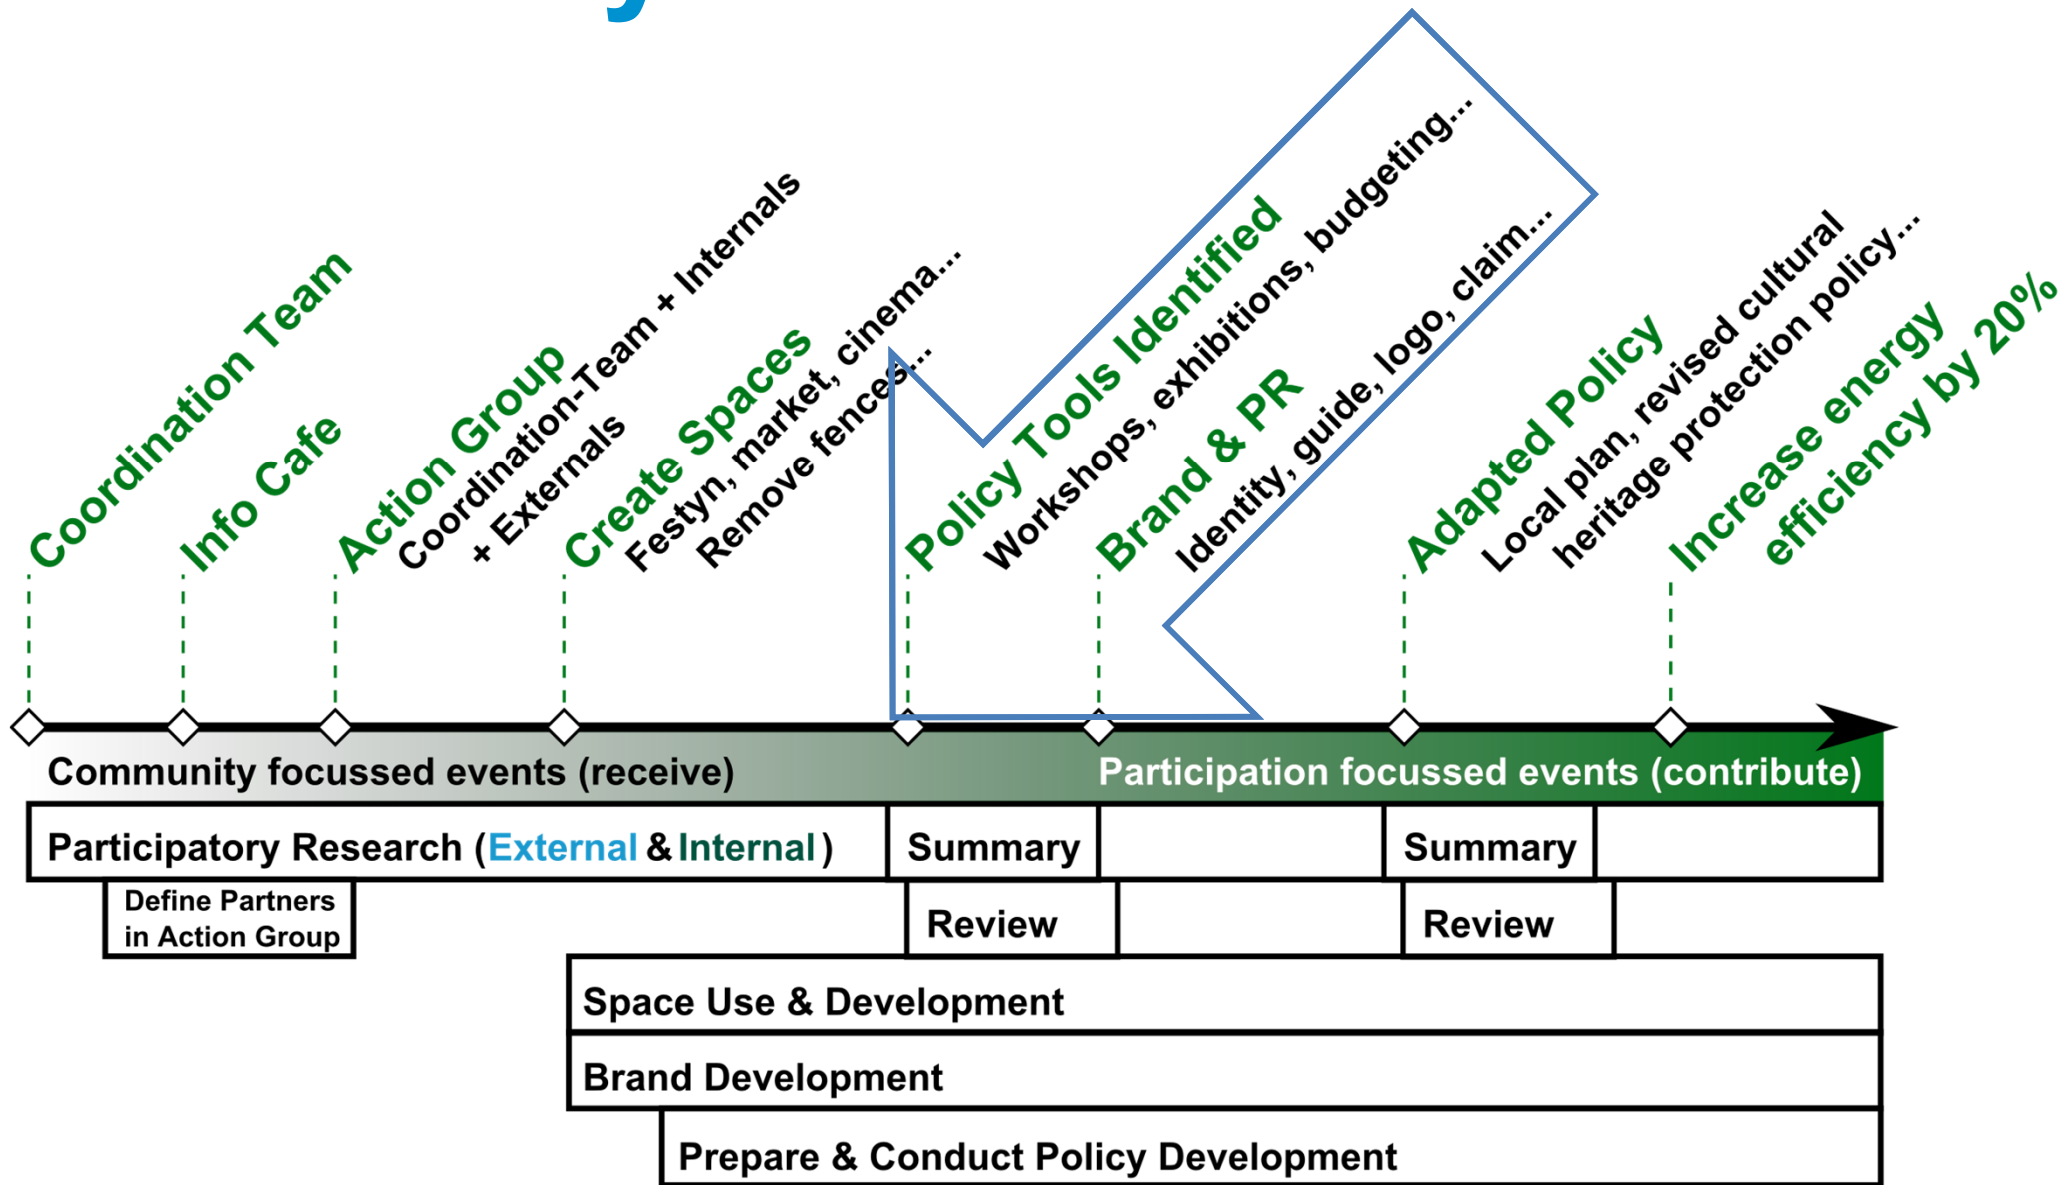 Coordination Team
Info Cafe
Action Group
Coordination-Team + Internals
+ Externals
Create Spaces
Festyn, market, cinema...
Remove fences...
Policy Tools Identified
Workshops, exhibitions, budgeting...
Brand & PR
Identity, guide, logo, claim...
Adapted Policy
Local plan, revised cultural
heritage protection policy...
Increase energy
efficiency by 20%
Community focussed events (receive)
Participation focussed events (contribute)
Participatory Research (External & Internal)
Summary
Summary
Define Partners
in Action Group
Review
Review
Space Use & Development
Brand Development
Prepare & Conduct Policy Development